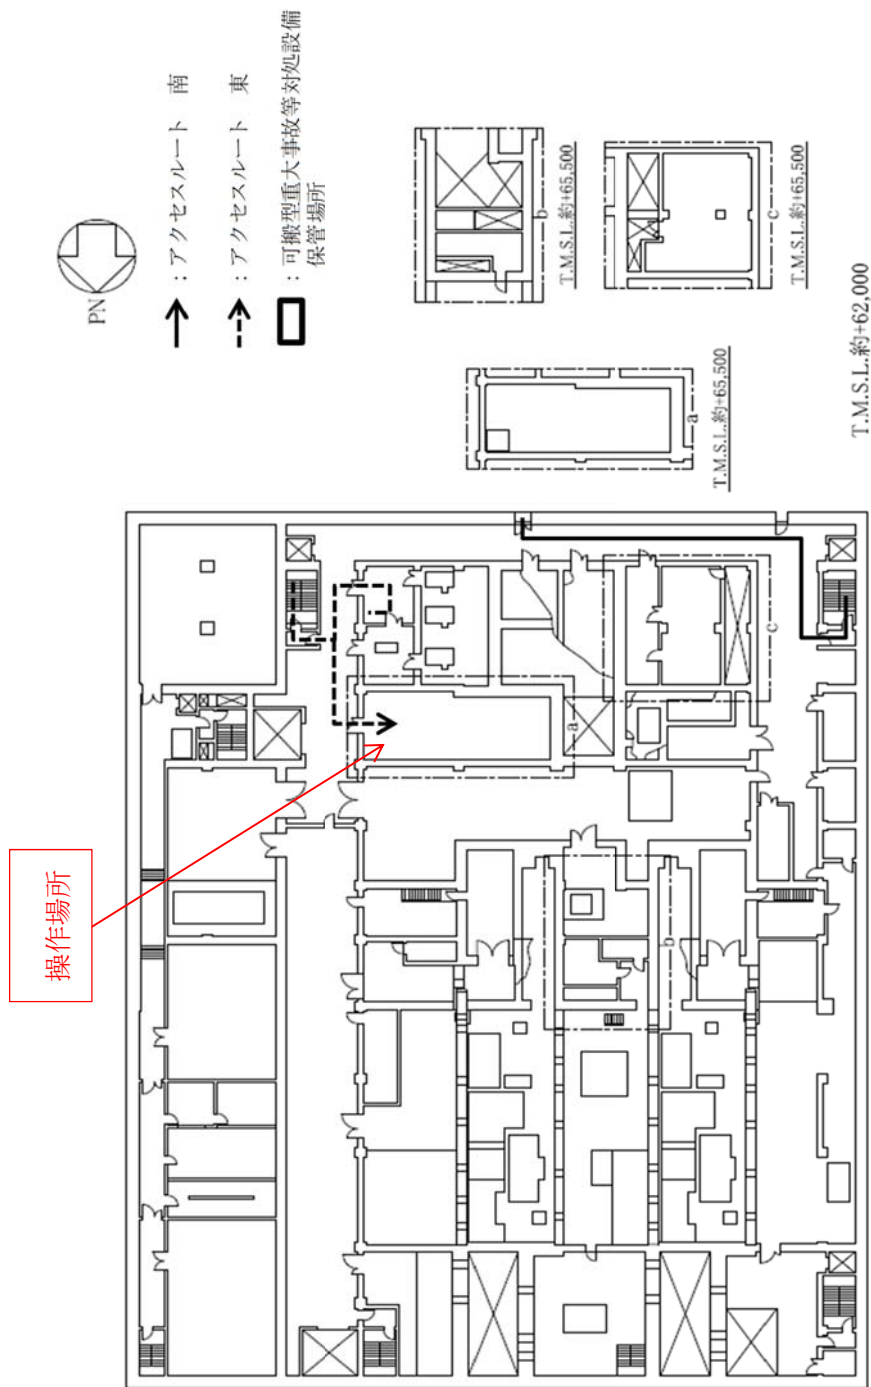 PN
：アクセスルート　南
：アクセスルート　東
：可搬型重大事故等対処設備
保管場所
b
T.M.S.L.約+65,500
c
T.M.S.L.約+65,500
a
T.M.S.L.約+65,500
T.M.S.L.約+62,000
操作場所
a
c
b